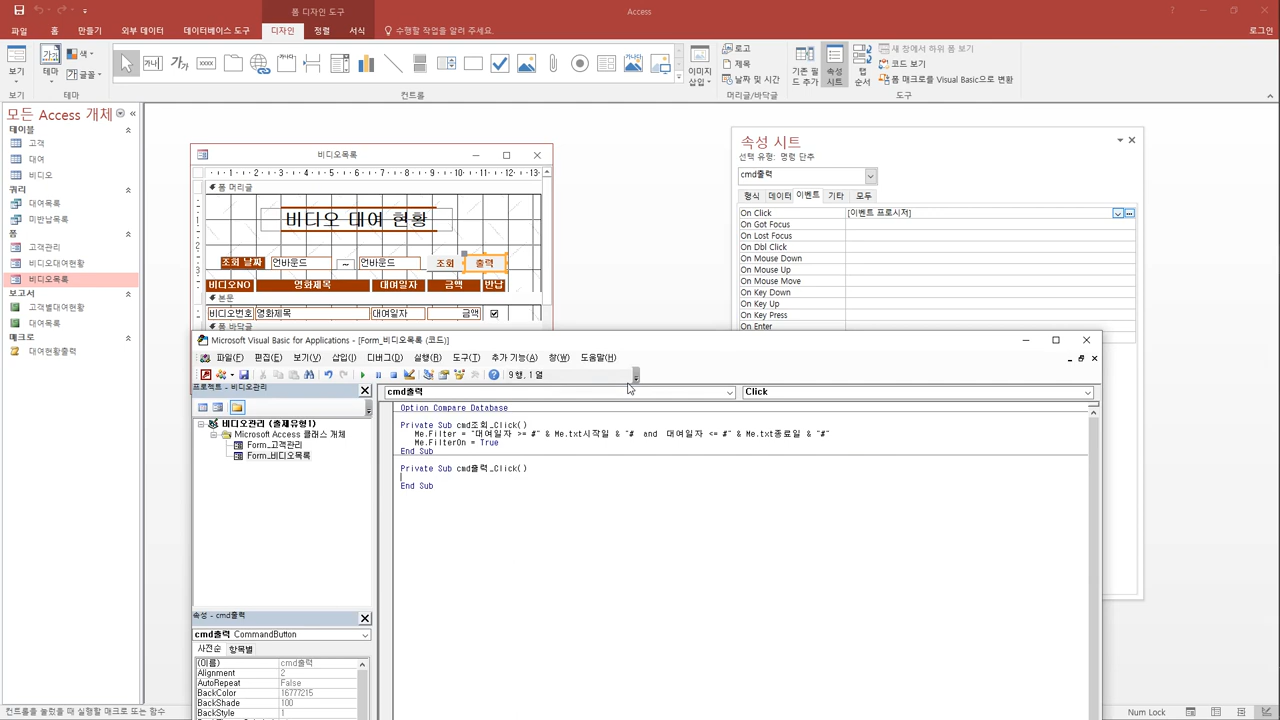 폼 디자인 도구
Access
파일 홈 만들기 외부 데이터 데이터베이스 도구 디자인 정렬 서식 수행할 작업을 알려 주세요.
로그인
보기
테마
색
글꼴
이미지 삽입
로고
제목
날짜 및 시간
기존 필드 추가
속성 시트
탭 순서
새 창에서 하위 폼 보기
코드 보기
폼 매크로를 Visual Basic으로 변환
보기 테마 컨트롤 머리글/바닥글 도구
모든 Access 개체
테이블
고객
대여
비디오
쿼리
대여목록
미반납목록
폼
고객관리
비디오대여현황
비디오목록
보고서
고객별대여현황
대여목록
매크로
대여현황출력
비디오목록
폼 머리글
비디오 대여 현황
조회 날짜 언바운드 ~ 언바운드 조회 출력
비디오NO 영화제목 대여일자 금액 반납
본문
비디오번호 영화제목 대여일자 금액
폼 바닥글
속성 시트
선택 유형: 명령 단추
cmd출력
형식 데이터 이벤트 기타 모두
On Click [이벤트 프로시저]
On Got Focus
On Lost Focus
On Dbl Click
On Mouse Down
On Mouse Up
On Mouse Move
On Key Down
On Key Up
On Key Press
On Enter
Microsoft Visual Basic for Applications - [Form_비디오목록 (코드)]
파일(F) 편집(E) 보기(V) 삽입(I) 디버그(D) 실행(R) 도구(T) 추가 기능(A) 창(W) 도움말(H)
9행, 1열
프로젝트 - 비디오관리
비디오관리 (출제유형1)
Microsoft Access 클래스 개체
Form_고객관리
Form_비디오목록
cmd출력 Click
Option Compare Database
Private Sub cmd조회_Click()
Me.Filter = "대여일자 >= #" & Me.txt시작일 & "# and 대여일자 <= #" & Me.txt종료일 & "#"
Me.FilterOn = True
End Sub
Private Sub cmd출력_Click()
End Sub
속성 - cmd출력
cmd출력 CommandButton
사전순 항목별
(이름) cmd출력
Alignment 2
AutoRepeat False
BackColor 16777215
BackShade 100
BackStyle 1
컨트롤을 눌렀을 때 실행할 매크로 또는 함수
Num Lock